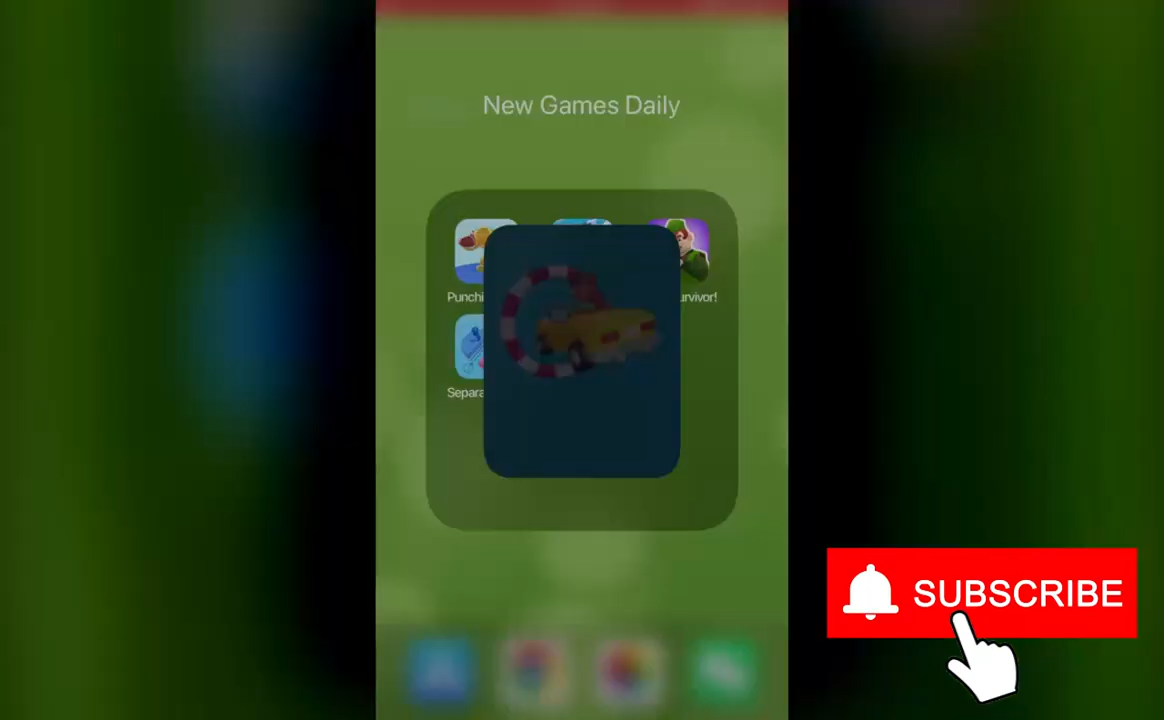 New Games Daily
Punchi
urvivor!
Separa
SUBSCRIBE